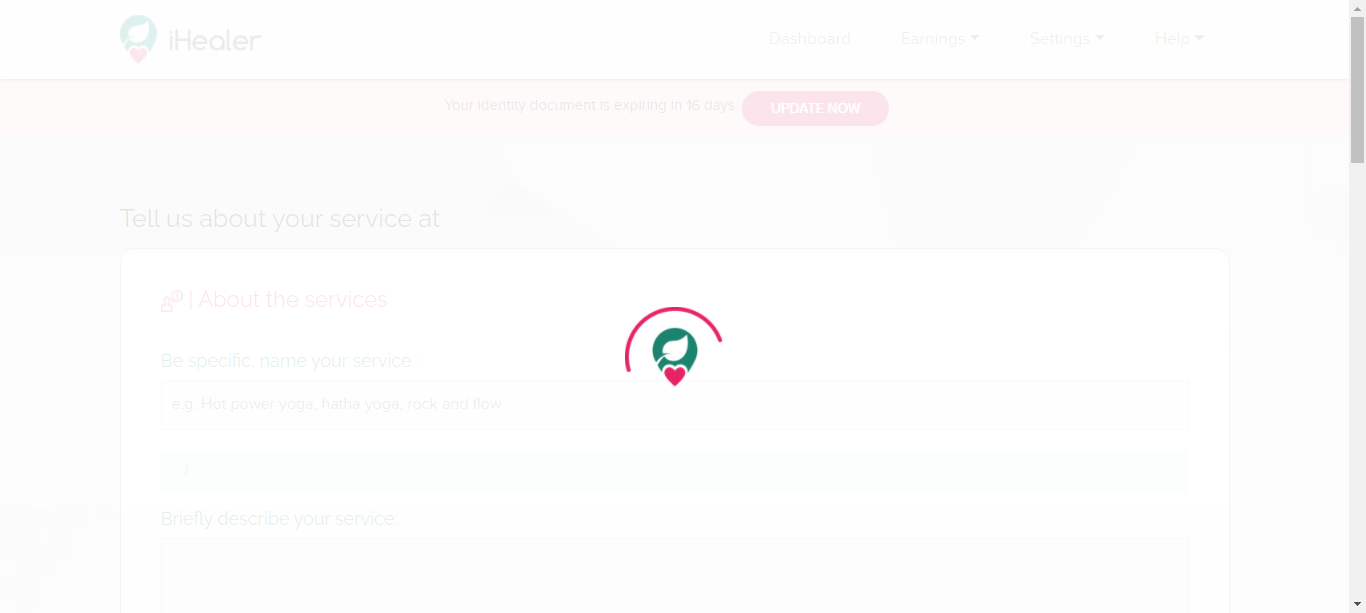 iHealer
Dashboard
Earnings
Settings
Help
Your identity document is expiring in 16 days.
UPDATE NOW
Tell us about your service at
| About the services
Be specific, name your service :
e.g. Hot power yoga, hatha yoga, rock and flow
/
Briefly describe your service: